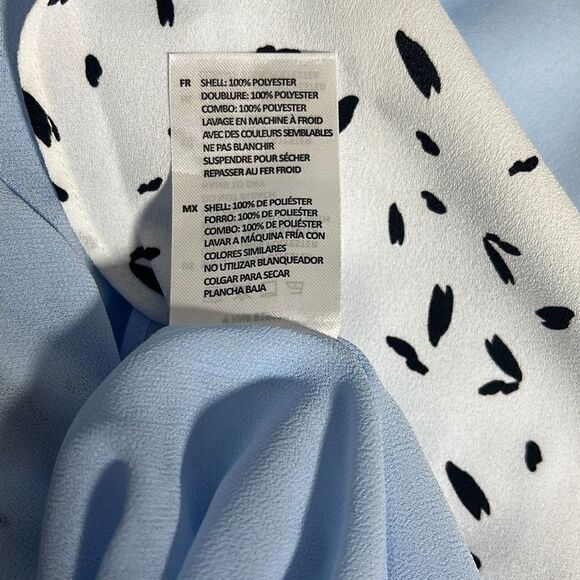 FR SHELL: 100% POLYESTER
DOUBLURE: 100% POLYESTER
COMBO: 100% POLYESTER
LAVAGE EN MACHINE À FROID
AVEC DES COULEURS SEMBLABLES
NE PAS BLANCHIR
SUSPENDRE POUR SÉCHER
REPASSER AU FER FROID
MX SHELL: 100% DE POLIÉSTER
FORRO: 100% DE POLIEŠTER
COMBO: 100% DE POLIÉSTER
LAVAR A MÁQUINA FRÍA CON
COLORES SIMILARES
NO UTILIZAR BLANQUEADOR
COLGAR PARA SECAR
PLANCHA BAJA